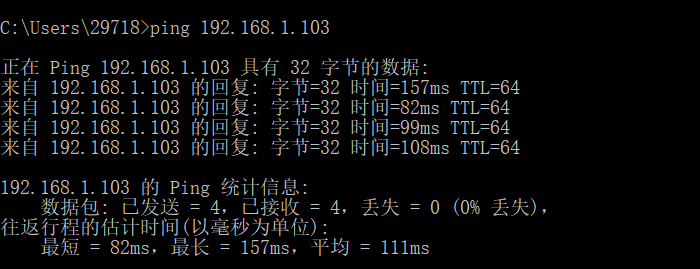 C:\Users\29718>ping 192.168.1.103
正在 Ping 192.168.1.103 具有 32 字节的数据:
来自 192.168.1.103 的回复: 字节=32 时间=157ms TTL=64
来自 192.168.1.103 的回复: 字节=32 时间=82ms TTL=64
来自 192.168.1.103 的回复: 字节=32 时间=99ms TTL=64
来自 192.168.1.103 的回复: 字节=32 时间=108ms TTL=64
192.168.1.103 的 Ping 统计信息:
数据包: 已发送 = 4，已接收 = 4，丢失 = 0 (0% 丢失)，
往返行程的估计时间(以毫秒为单位):
最短 = 82ms，最长 = 157ms，平均 = 111ms